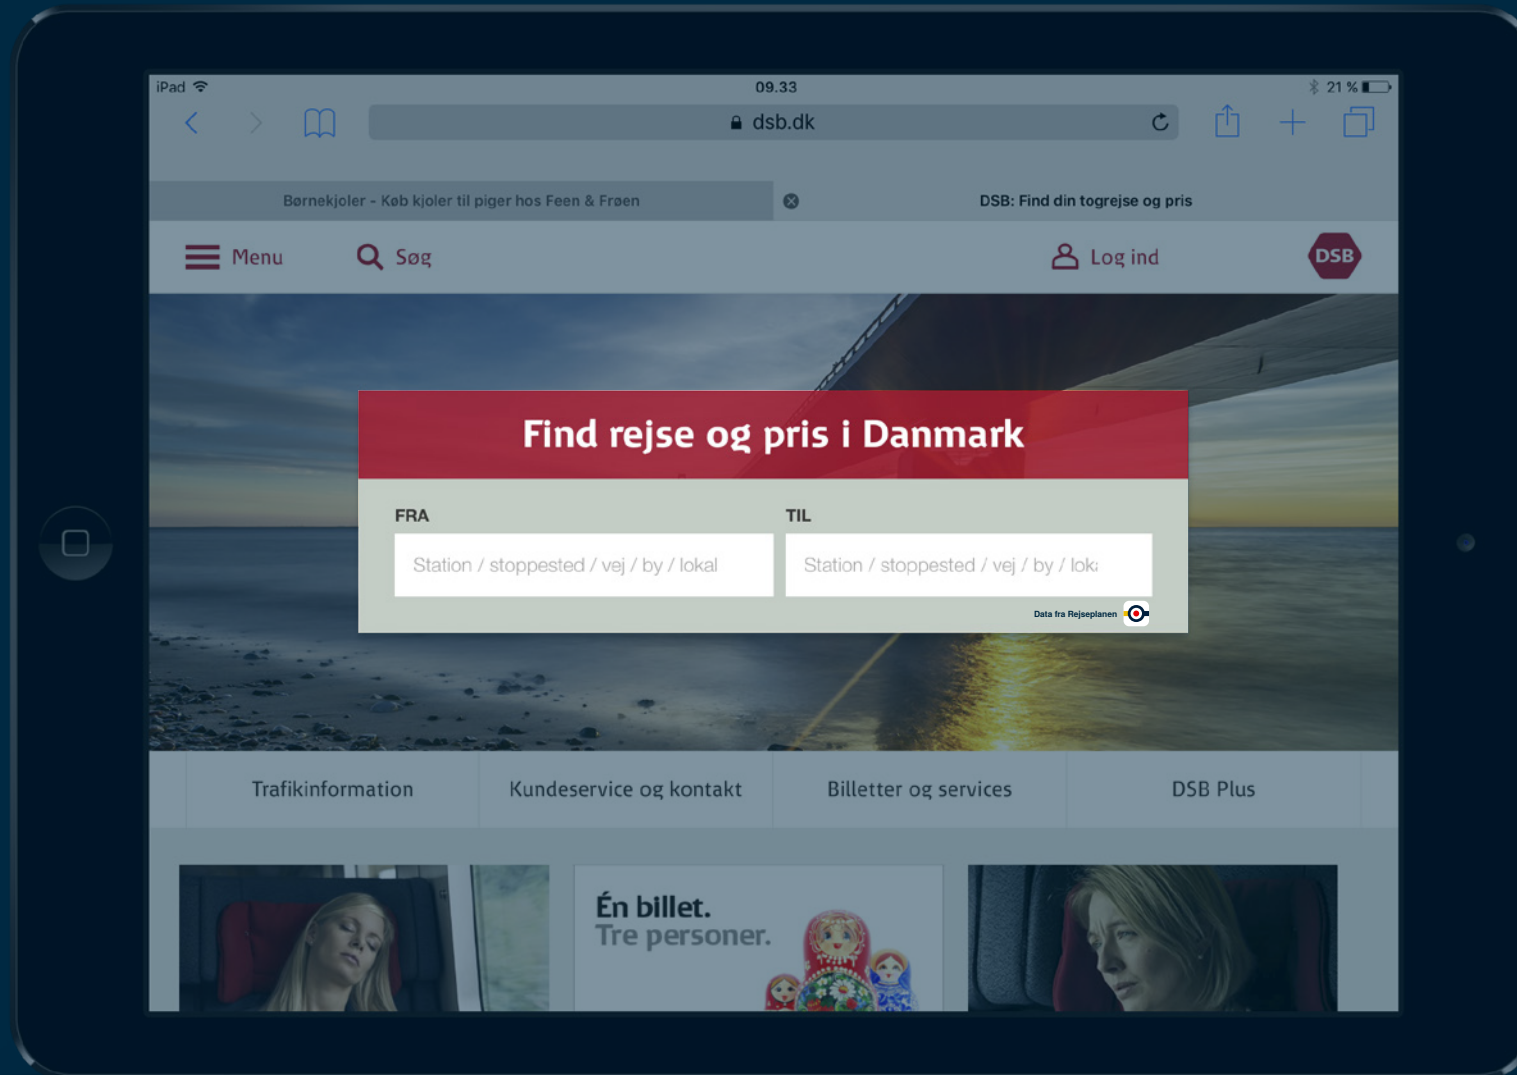 iPad
09.33
21 %
dsb.dk
Børnekjoler - Køb kjoler til piger hos Feen & Frøen
DSB: Find din togrejse og pris
Menu
Søg
Log ind
DSB
Find rejse og pris i Danmark
FRA
TIL
Station / stoppested / vej / by / lokal
Station / stoppested / vej / by / loka
Data fra Rejseplanen
Trafikinformation
Kundeservice og kontakt
Billetter og services
DSB Plus
Én billet.
Tre personer.